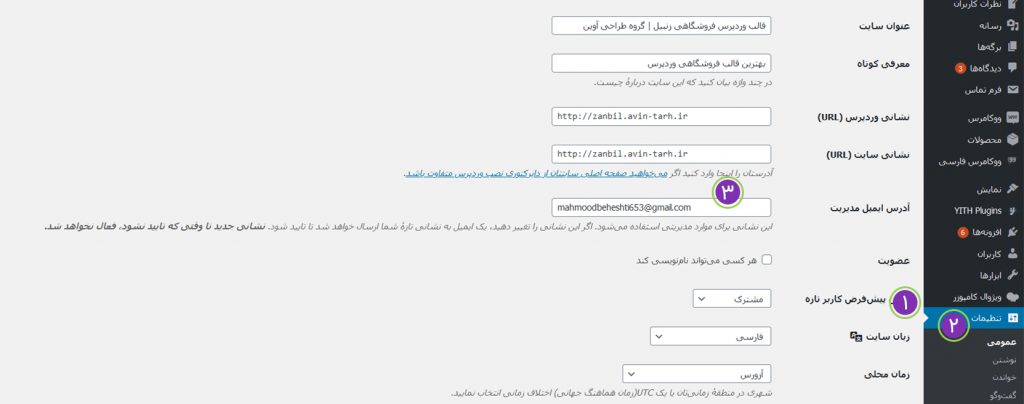 نظرات کاربران
رسانه
برگه‌ها
دیدگاه‌ها 3
فرم تماس
ووکامرس
محصولات
ووکامرس فارسی
نمایش
YITH Plugins
افزونه‌ها 6
کاربران
ابزارها
ویژوال کامپوزر
۱
تنظیمات
۲
عمومی
نوشتن
خواندن
گفت‌وگو
عنوان سایت
قالب وردپرس فروشگاهی زنبیل | گروه طراحی آوین
معرفی کوتاه
بهترین قالب فروشگاهی وردپرس
در چند واژه بیان کنید که این سایت دربارهٔ چیست.
نشانی وردپرس (URL)
http://zanbil.avin-tarh.ir
نشانی سایت (URL)
http://zanbil.avin-tarh.ir
آدرستان را اینجا وارد کنید اگر می‌خواهید صفحه اصلی سایتتان از دایرکتوری نصب وردپرس متفاوت باشد.
۳
آدرس ایمیل مدیریت
mahmoodbeheshti653@gmail.com
این نشانی برای موارد مدیریتی استفاده می‌شود. اگر این نشانی را تغییر دهید، یک ایمیل به نشانی تازهٔ شما ارسال خواهد شد تا تایید شود. نشانی جدید تا وقتی که تایید نشود، فعال نخواهد شد.
عضویت
هر کسی می‌تواند نام‌نویسی کند
پیش‌فرض کاربر تازه
مشترک
زبان سایت
فارسی
زمان محلی
آزورس
شهری در منطقهٔ زمانی‌تان یا یک UTC(زمان هماهنگ جهانی) اختلاف زمانی انتخاب نمایید.